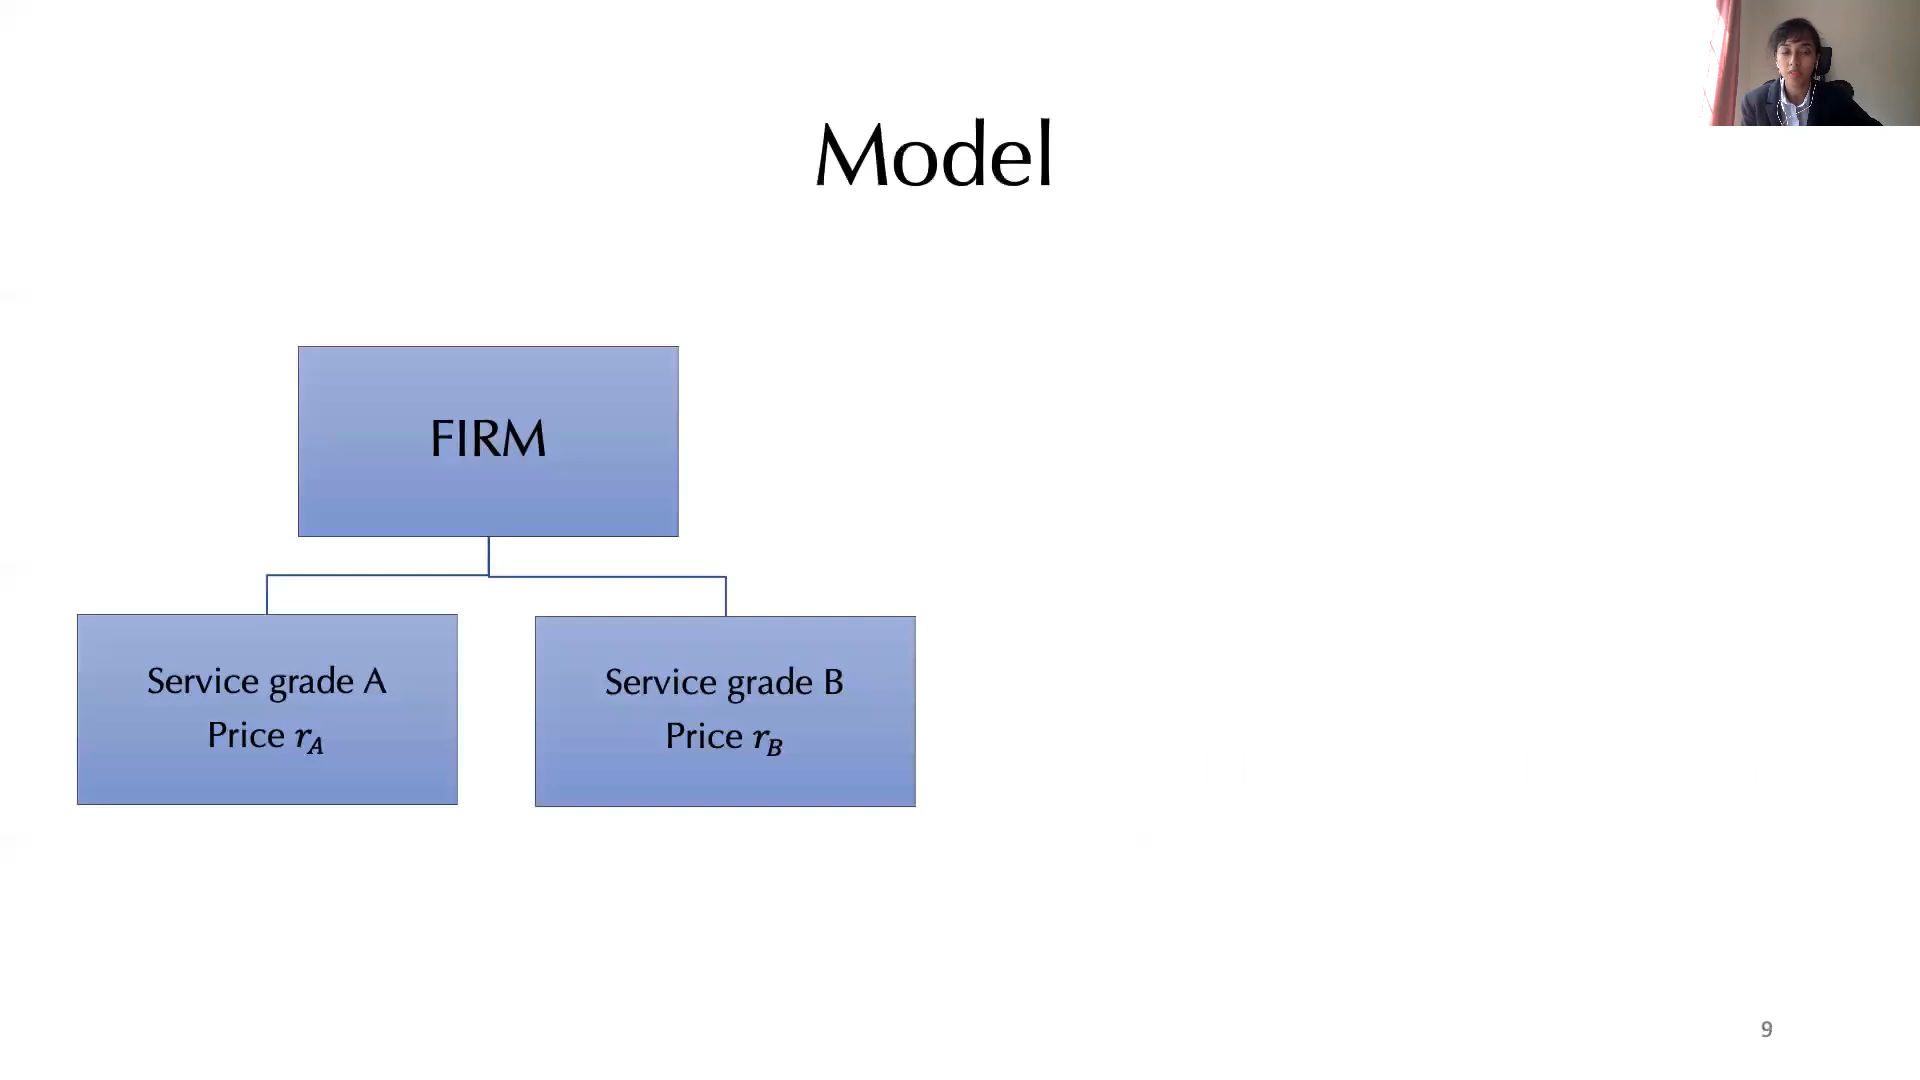 Model
FIRM
Service grade A
Price r_A
Service grade B
Price r_B
9